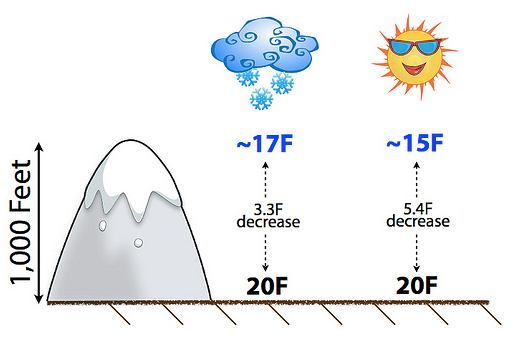 1,000 Feet
~17F
3.3F
decrease
20F
~15F
5.4F
decrease
20F